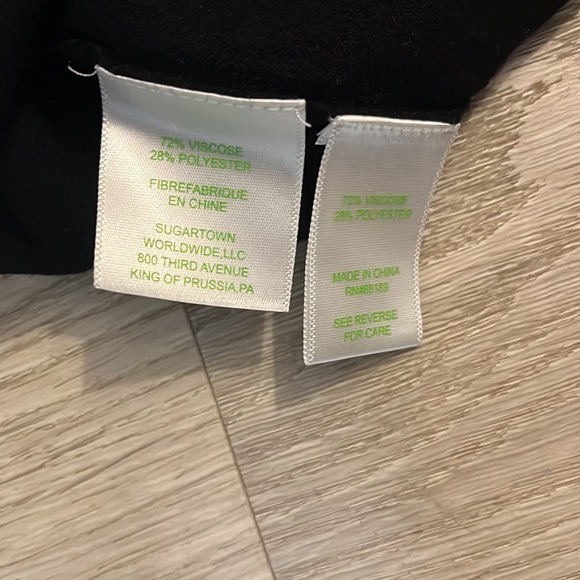 72% VISCOSE
28% POLYESTER
FIBREFABRIQUE
EN CHINE
SUGARTOWN
WORLDWIDE,LLC
800 THIRD AVENUE
KING OF PRUSSIA,PA
72% VISCOSE
28% POLYESTER
MADE IN CHINA
SEE REVERSE
FOR CARE